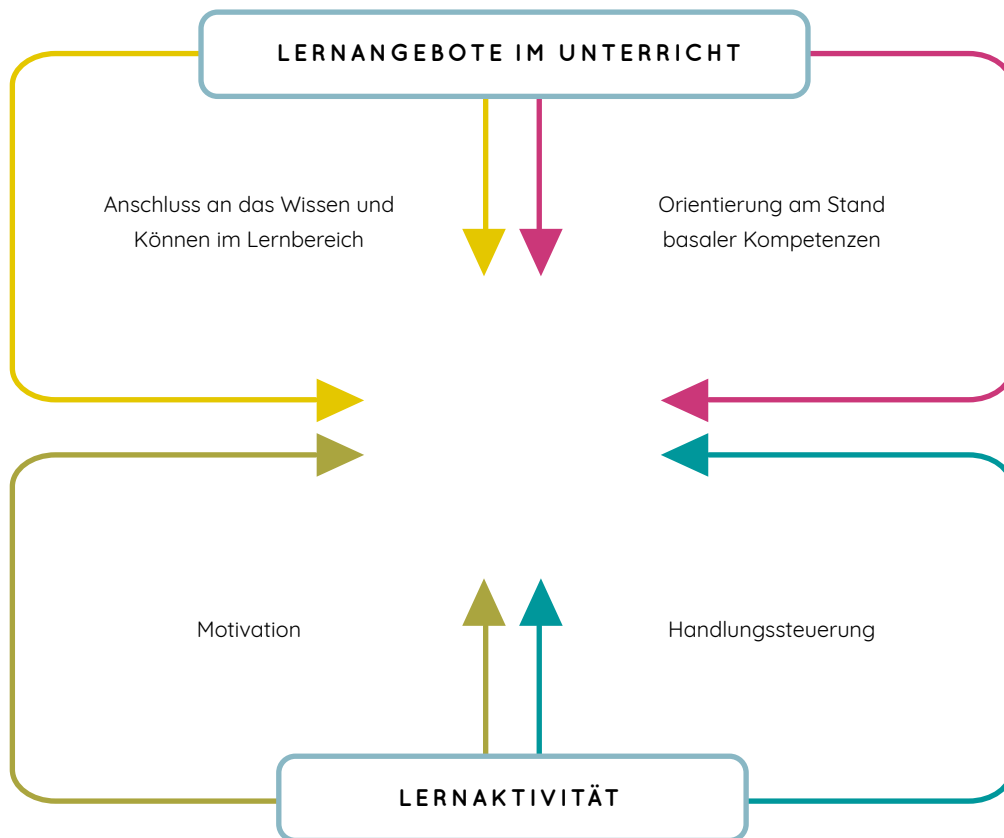 LERNANGEBOTE IM UNTERRICHT
Anschluss an das Wissen und
Können im Lernbereich
Orientierung am Stand
basaler Kompetenzen
Motivation
Handlungssteuerung
LERNAKTIVITÄT